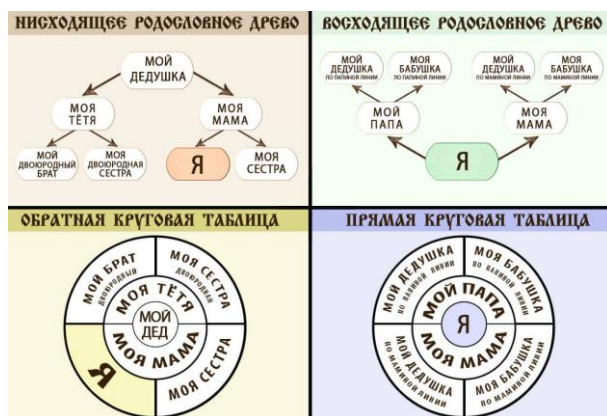 НИСХОДЯЩЕЕ РОДОСЛОВНОЕ ДРЕВО
МОЙ
ДЕДУШКА
МОЯ
ТЁТЯ
МОЯ
МАМА
МОЙ
ДВОЮРОДНЫЙ
БРАТ
МОЯ
ДВОЮРОДНАЯ
СЕСТРА
Я
МОЯ
СЕСТРА
ВОСХОДЯЩЕЕ РОДОСЛОВНОЕ ДРЕВО
МОЙ
ДЕДУШКА
ПО ПАПИНОЙ ЛИНИИ
МОЯ
БАБУШКА
ПО ПАПИНОЙ ЛИНИИ
МОЙ
ДЕДУШКА
ПО МАМИНОЙ ЛИНИИ
МОЯ
БАБУШКА
ПО МАМИНОЙ ЛИНИИ
МОЙ
ПАПА
МОЯ
МАМА
Я
ОБРАТНАЯ КРУГОВАЯ ТАБЛИЦА
МОЙ БРАТ
ДВОЮРОДНЫЙ
МОЯ СЕСТРА
ДВОЮРОДНАЯ
МОЯ ТЁТЯ
МОЙ
ДЕД
МОЯ МАМА
Я
МОЯ СЕСТРА
ПРЯМАЯ КРУГОВАЯ ТАБЛИЦА
МОЙ ДЕДУШКА
ПО ПАПИНОЙ ЛИНИИ
МОЯ БАБУШКА
ПО ПАПИНОЙ ЛИНИИ
МОЙ ПАПА
Я
МОЯ МАМА
МОЙ ДЕДУШКА
ПО МАМИНОЙ ЛИНИИ
МОЯ БАБУШКА
ПО МАМИНОЙ ЛИНИИ